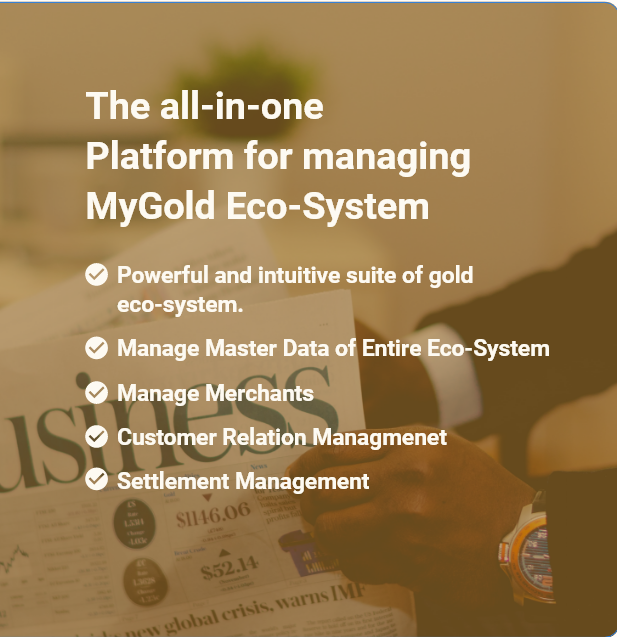 The all-in-one
Platform for managing
MyGold Eco-System
Powerful and intuitive suite of gold
eco-system.
Manage Master Data of Entire Eco-System
Manage Merchants
Customer Relation Managmenet
Settlement Management
usiness
News
$1146.06
$52.14
new global crisis, warns IMF